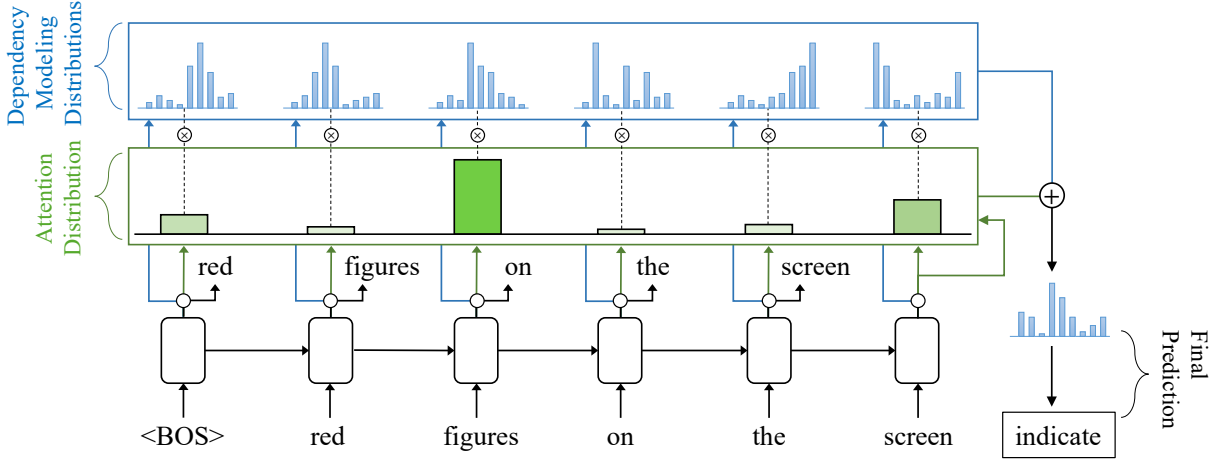 Dependency
Modeling
Distributions
Attention
Distribution
red
figures
on
the
screen
<BOS>
red
figures
on
the
screen
Final
Prediction
indicate